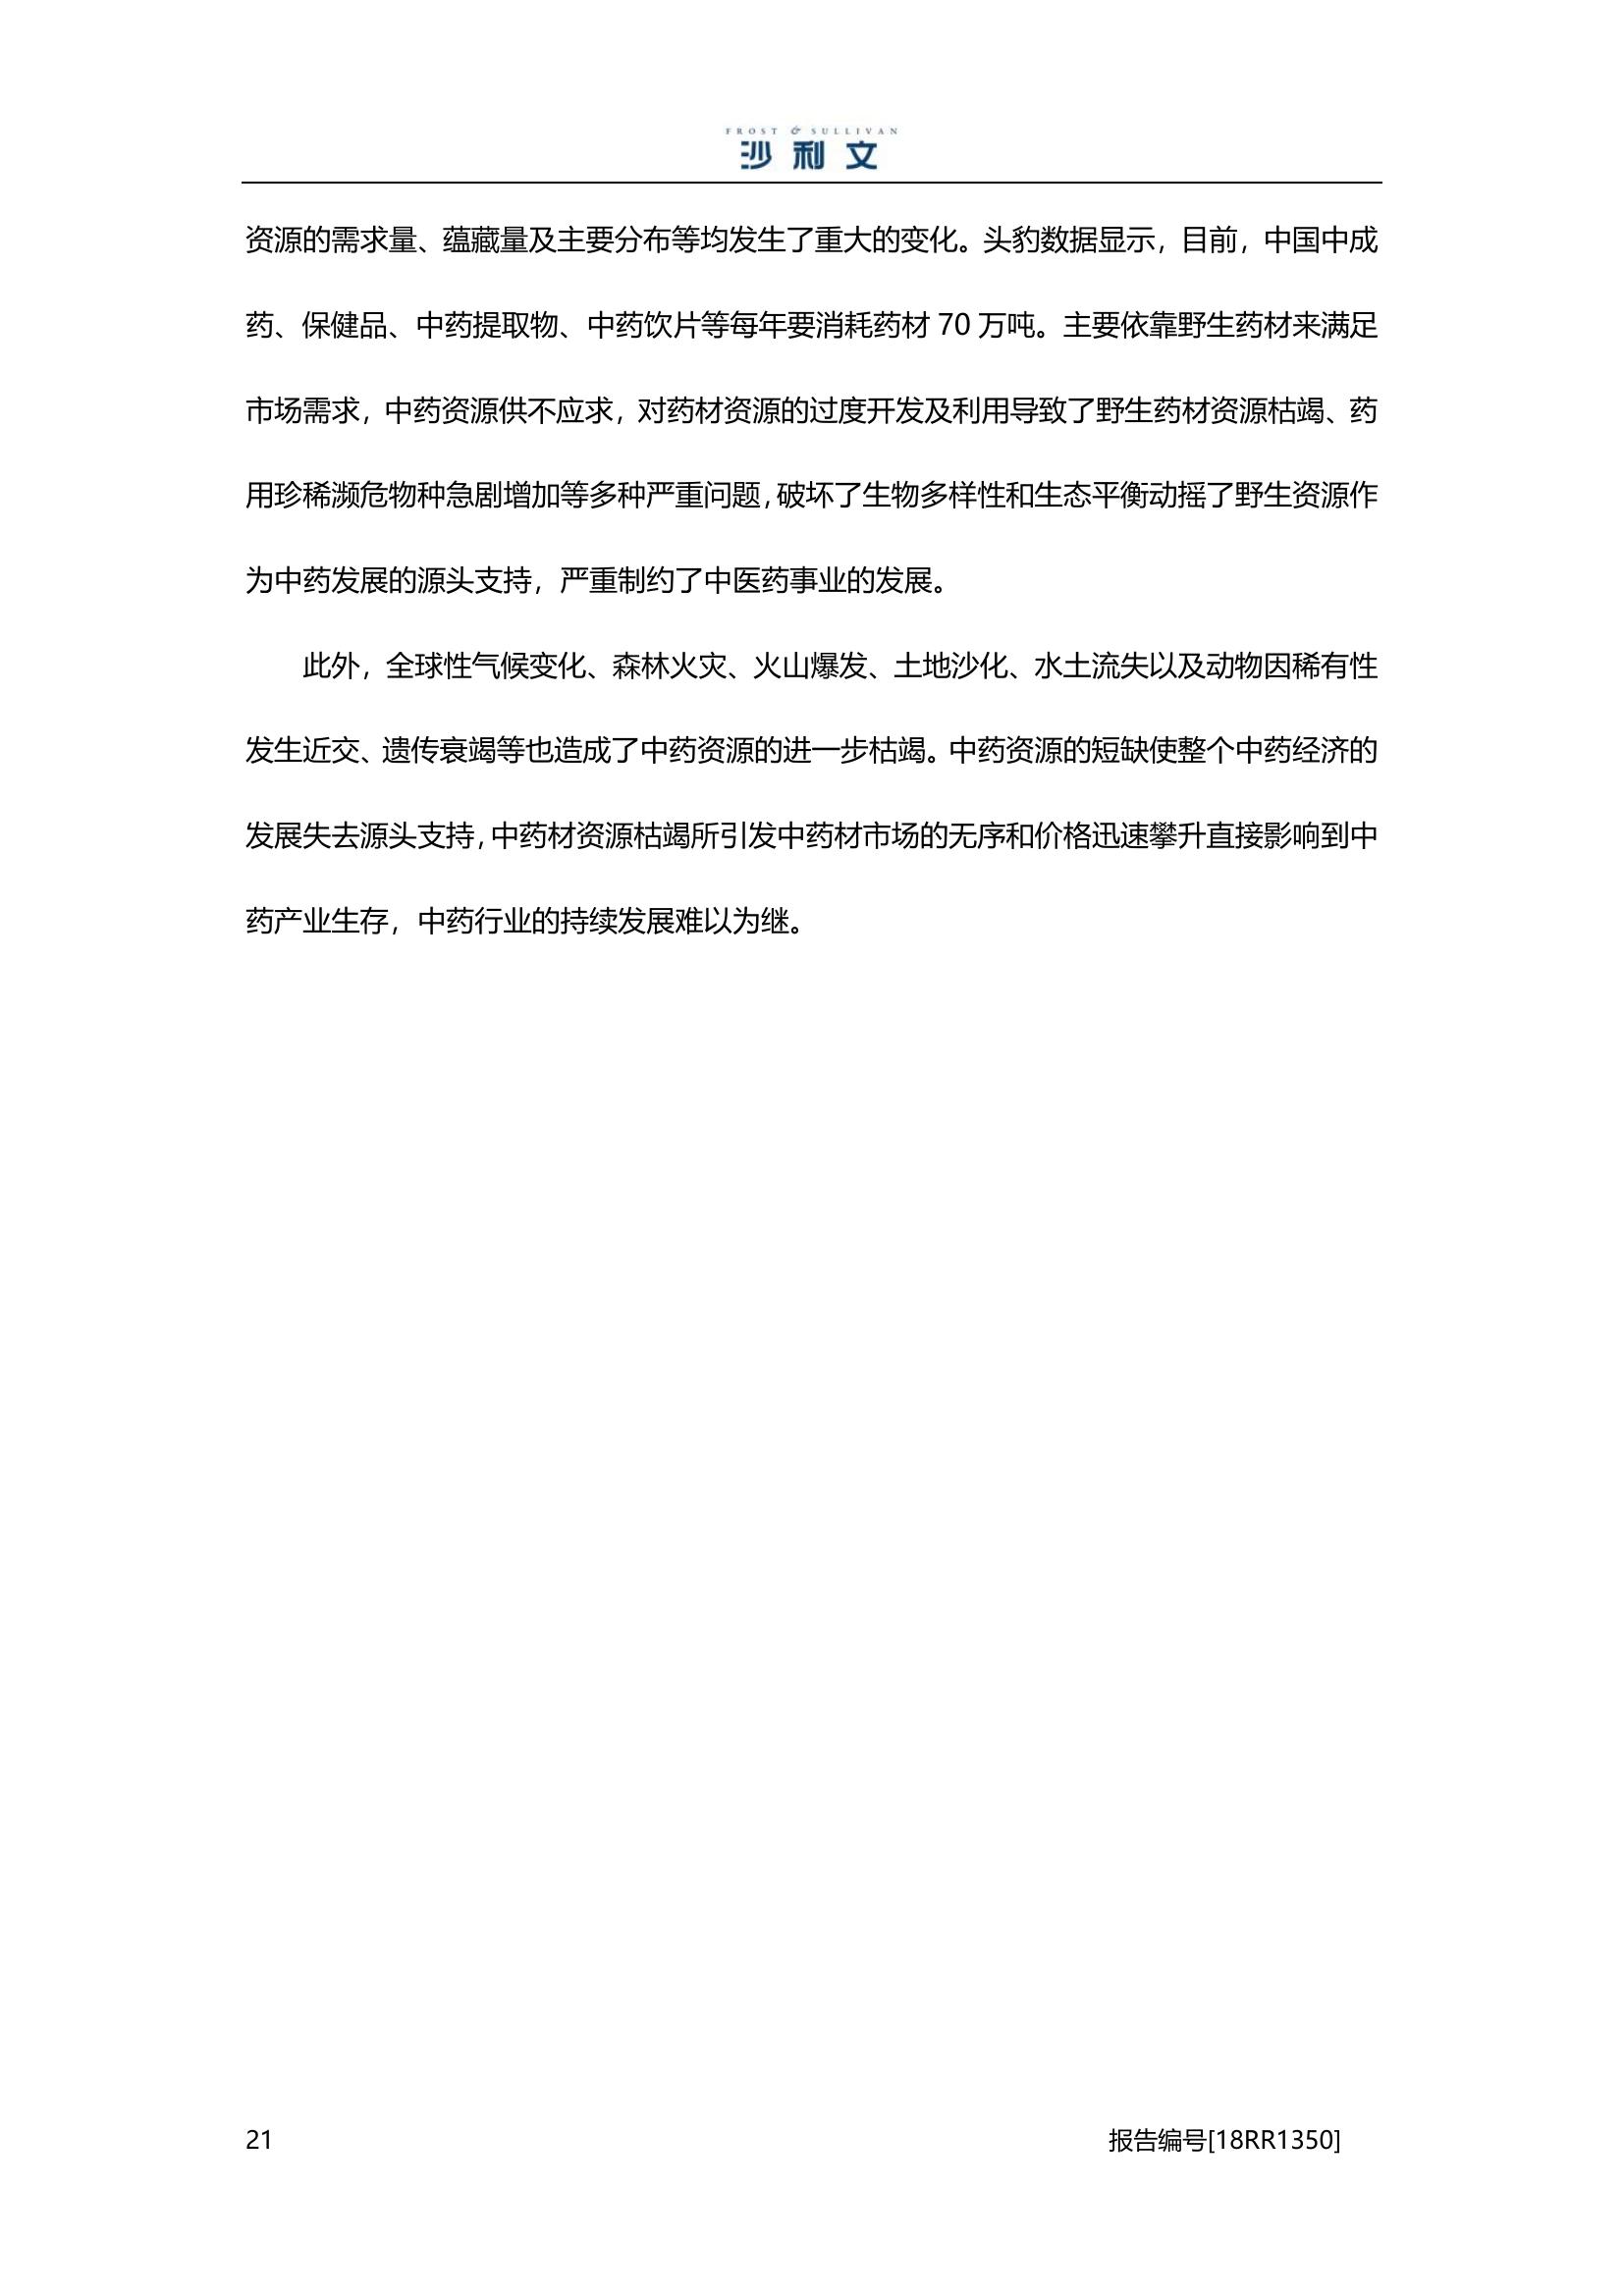 FROST & SULLIVAN
沙利文
资源的需求量、蕴藏量及主要分布等均发生了重大的变化。头豹数据显示，目前，中国中成
药、保健品、中药提取物、中药饮片等每年要消耗药材 70 万吨。主要依靠野生药材来满足
市场需求，中药资源供不应求，对药材资源的过度开发及利用导致了野生药材资源枯竭、药
用珍稀濒危物种急剧增加等多种严重问题，破坏了生物多样性和生态平衡动摇了野生资源作
为中药发展的源头支持，严重制约了中医药事业的发展。
此外，全球性气候变化、森林火灾、火山爆发、土地沙化、水土流失以及动物因稀有性
发生近交、遗传衰竭等也造成了中药资源的进一步枯竭。中药资源的短缺使整个中药经济的
发展失去源头支持，中药材资源枯竭所引发中药材市场的无序和价格迅速攀升直接影响到中
药产业生存，中药行业的持续发展难以为继。
21 报告编号[18RR1350]